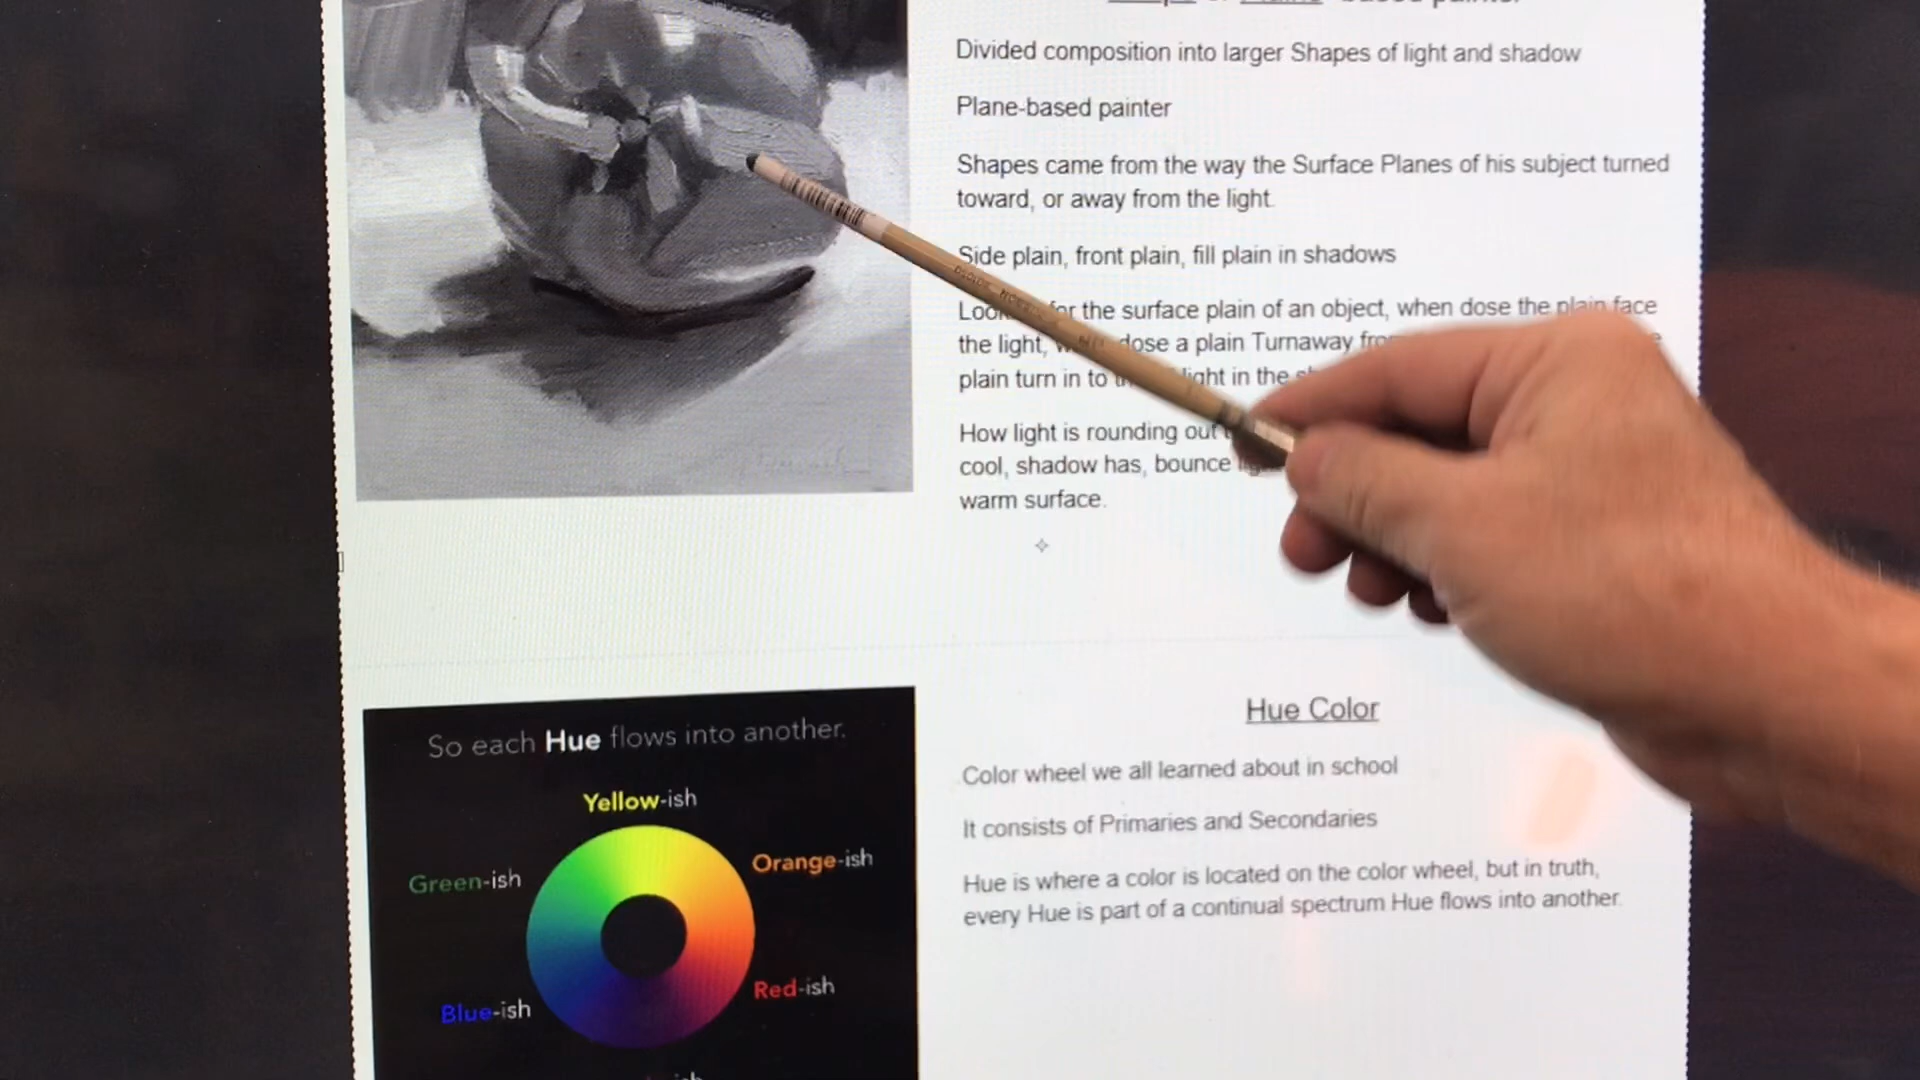 based painter
Divided composition into larger Shapes of light and shadow
Plane-based painter
Shapes came from the way the Surface Planes of his subject turned
toward, or away from the light.
Side plain, front plain, fill plain in shadows
the surface plain of an object, when dose the plain face
the light, dose a plain Turnaway
plain turn in to light in the
How light is rounding out
cool, shadow has, bounce
warm surface.
So each Hue flows into another.
Yellow-ish
Orange-ish
Green-ish
Red-ish
Blue-ish
Hue Color
Color wheel we all learned about in school
It consists of Primaries and Secondaries
Hue is where a color is located on the color wheel, but in truth,
every Hue is part of a continual spectrum Hue flows into another.